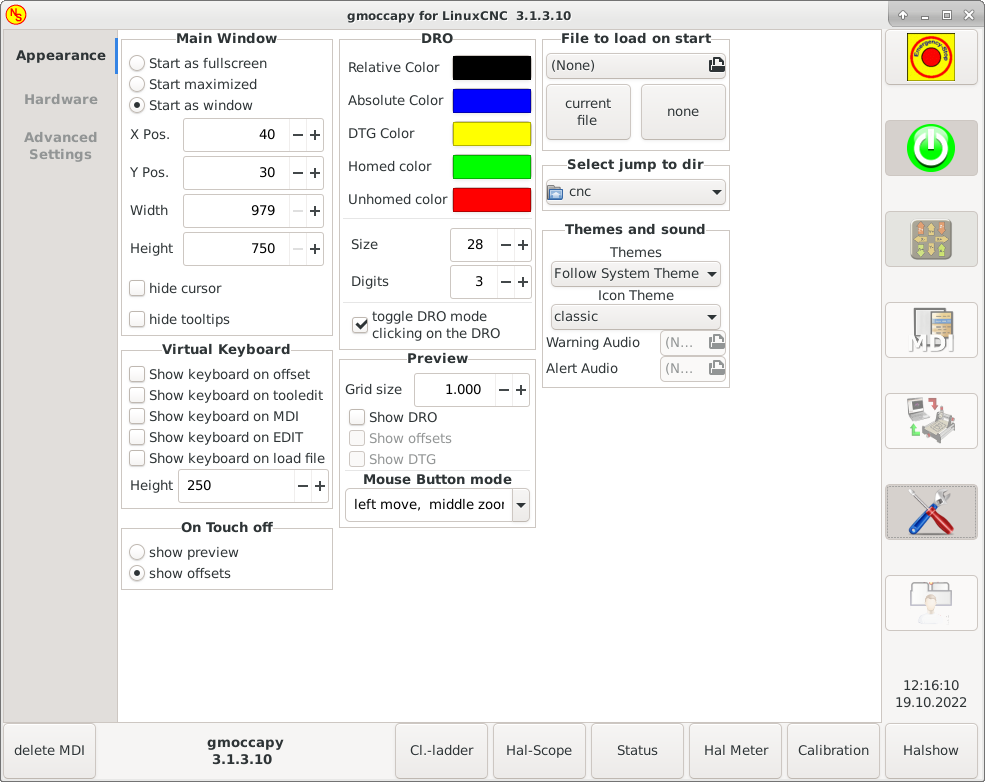 gmoccapy for LinuxCNC  3.1.3.10
Appearance
Hardware
Advanced
Settings
Main Window
Start as fullscreen
Start maximized
Start as window
X Pos. 40
Y Pos. 30
Width 979
Height 750
hide cursor
hide tooltips
Virtual Keyboard
Show keyboard on offset
Show keyboard on tooledit
Show keyboard on MDI
Show keyboard on EDIT
Show keyboard on load file
Height 250
On Touch off
show preview
show offsets
DRO
Relative Color
Absolute Color
DTG Color
Homed color
Unhomed color
Size 28
Digits 3
toggle DRO mode
clicking on the DRO
Preview
Grid size 1.000
Show DRO
Show offsets
Show DTG
Mouse Button mode
left move,  middle zoor
File to load on start
(None)
current
file
none
Select jump to dir
cnc
Themes and sound
Themes
Follow System Theme
Icon Theme
classic
Warning Audio (N...
Alert Audio (N...
Emergency-Stop
MDI
12:16:10
19.10.2022
delete MDI
gmoccapy
3.1.3.10
Cl.-ladder
Hal-Scope
Status
Hal Meter
Calibration
Halshow